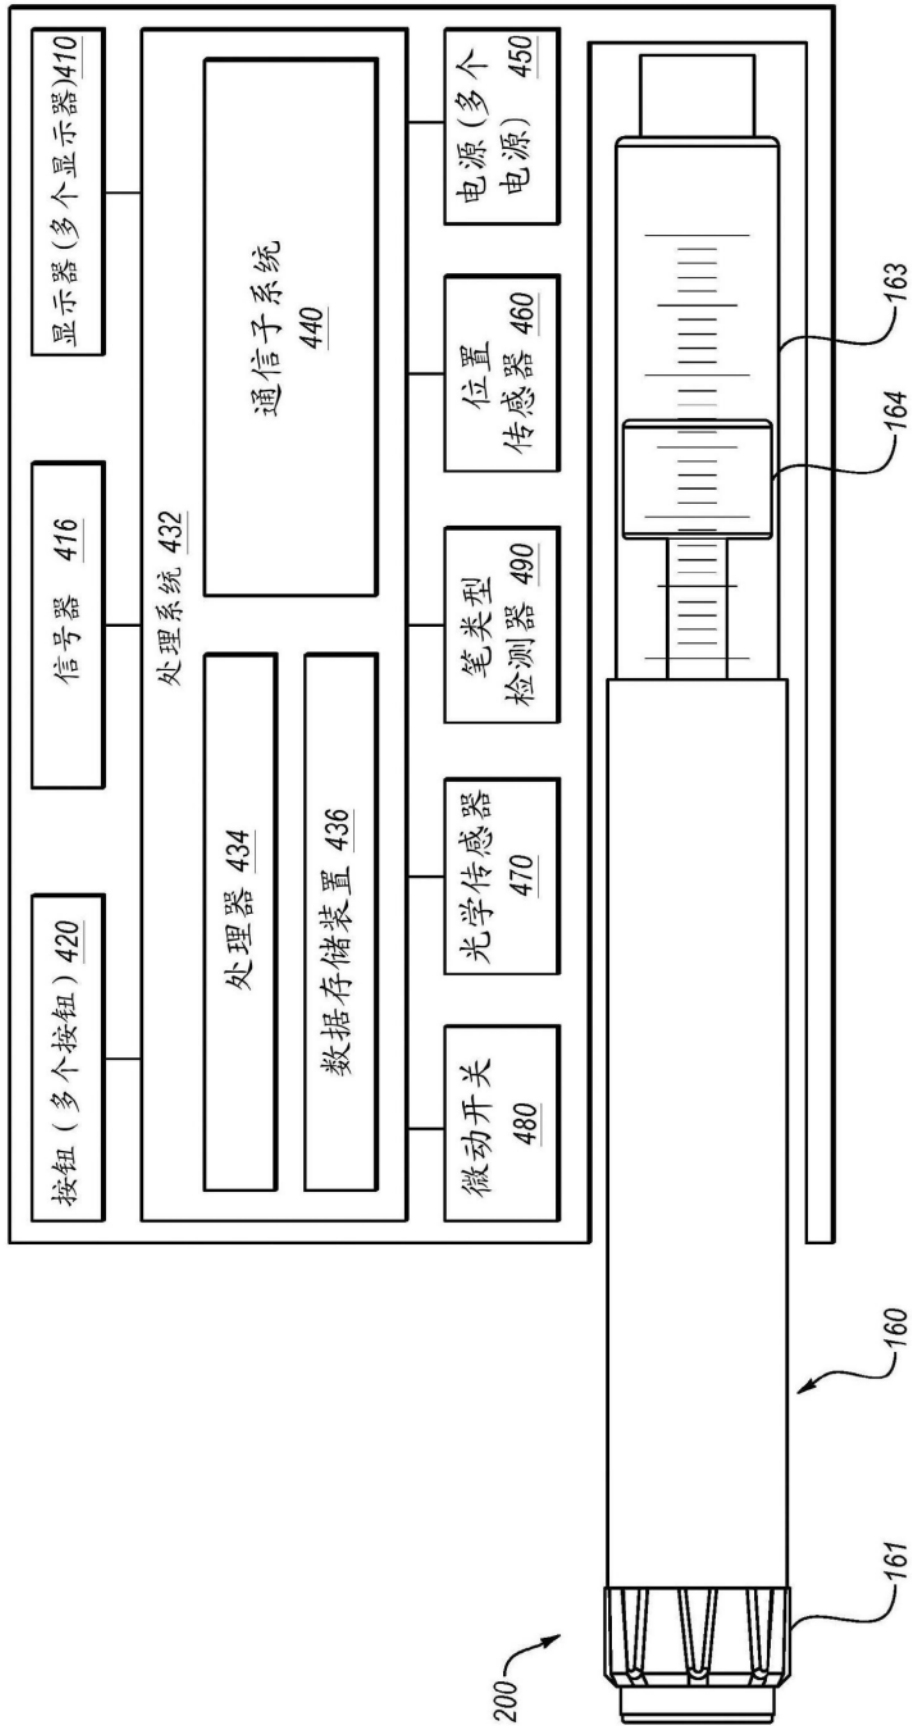 按钮（多个按钮）420
信号器 416
显示器(多个显示器)410
处理系统 432
处理器 434
数据存储装置 436
通信子系统
440
微动开关
480
光学传感器
470
笔类型
检测器 490
位置
传感器 460
电源(多个
电源) 450
200
161
160
164
163